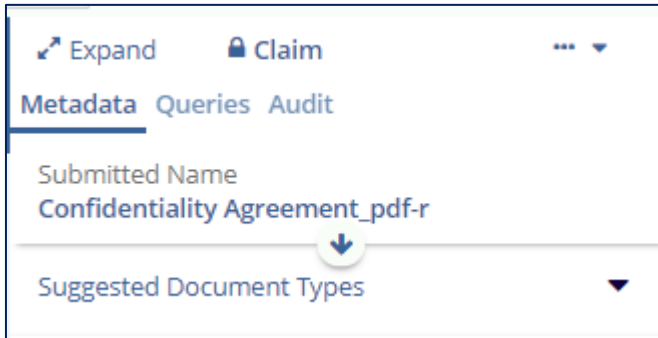 Expand Claim ...
Metadata Queries Audit
Submitted Name
Confidentiality Agreement_pdf-r
Suggested Document Types